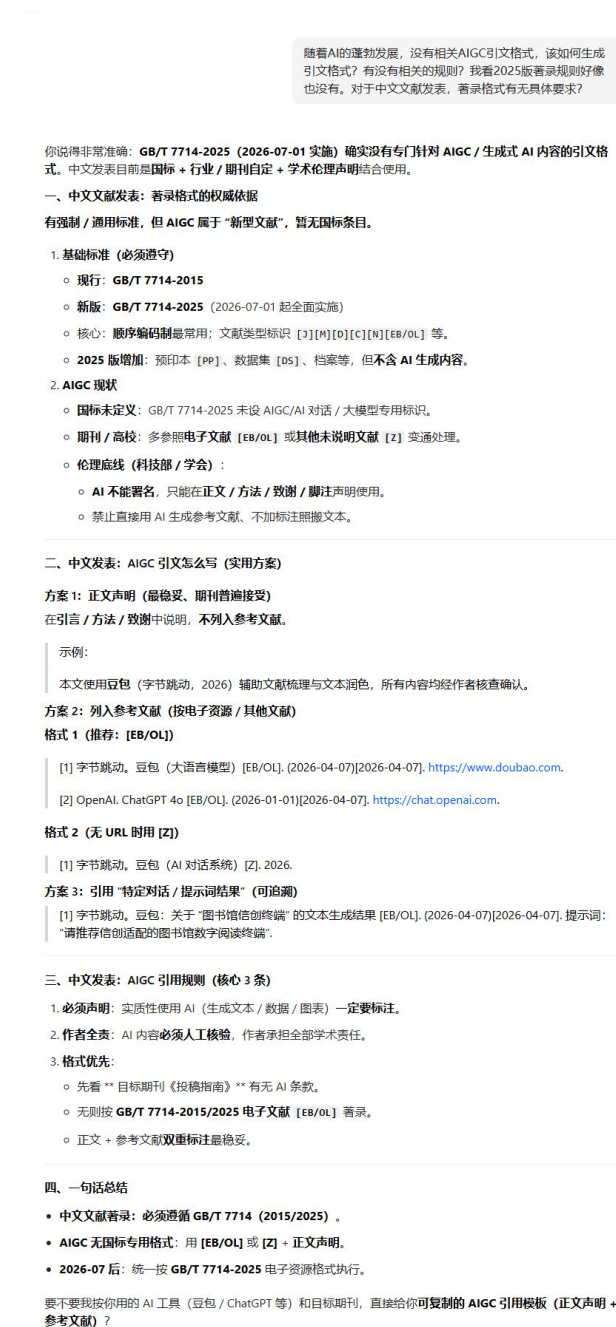 随着AI的蓬勃发展，没有相关AIGC引文格式，该如何生成
引文格式？有没有相关的规则？我看2025版著录规则好像
也没有。对于中文文献发表，著录格式有无具体要求？
你说得非常准确：GB/T 7714-2025（2026-07-01 实施）确实没有专门针对 AIGC / 生成式 AI 内容的引文格
式。中文发表目前是国标 + 行业 / 期刊自定 + 学术伦理声明结合使用。
一、中文文献发表：著录格式的权威依据
有强制 / 通用标准，但 AIGC 属于 “新型文献”，暂无国标条目。
1. 基础标准（必须遵守）
现行：GB/T 7714-2015
新版：GB/T 7714-2025（2026-07-01 起全面实施）
核心：顺序编码制最常用；文献类型标识 [J][M][D][C][N][EB/OL] 等。
2025 版增加：预印本 [PP]、数据集 [DS]、档案等，但不含 AI 生成内容。
2. AIGC 现状
国标未定义：GB/T 7714-2025 未设 AIGC/AI 对话 / 大模型专用标识。
期刊 / 高校：多参照电子文献 [EB/OL] 或其他未说明文献 [Z] 变通处理。
伦理底线（科技部 / 学会）：
AI 不能署名，只能在正文 / 方法 / 致谢 / 脚注声明使用。
禁止直接用 AI 生成参考文献、不加标注照搬文本。
二、中文发表：AIGC 引文怎么写（实用方案）
方案 1：正文声明（最稳妥、期刊普遍接受）
在引言 / 方法 / 致谢中说明，不列入参考文献。
示例：
本文使用豆包（字节跳动，2026）辅助文献梳理与文本润色，所有内容均经作者核查确认。
方案 2：列入参考文献（按电子资源 / 其他文献）
格式 1（推荐：[EB/OL]）
[1] 字节跳动。豆包（大语言模型）[EB/OL]. (2026-04-07)[2026-04-07]. https://www.doubao.com.
[2] OpenAI. ChatGPT 4o [EB/OL]. (2026-01-01)[2026-04-07]. https://chat.openai.com.
格式 2（无 URL 时用 [Z]）
[1] 字节跳动。豆包（AI 对话系统）[Z]. 2026.
方案 3：引用 “特定对话 / 提示词结果”（可追溯）
[1] 字节跳动。豆包：关于 “图书馆信创终端” 的文本生成结果 [EB/OL]. (2026-04-07)[2026-04-07]. 提示词：
“请推荐信创适配的图书馆数字阅读终端”.
三、中文发表：AIGC 引用规则（核心 3 条）
1. 必须声明：实质性使用 AI（生成文本 / 数据 / 图表）一定要标注。
2. 作者全责：AI 内容必须人工核验，作者承担全部学术责任。
3. 格式优先：
先看 ** 目标期刊《投稿指南》** 有无 AI 条款。
无则按 GB/T 7714-2015/2025 电子文献 [EB/OL] 著录。
正文 + 参考文献双重标注最稳妥。
四、一句话总结
中文文献著录：必须遵循 GB/T 7714（2015/2025）。
AIGC 无国标专用格式：用 [EB/OL] 或 [Z] + 正文声明。
2026-07 后：统一按 GB/T 7714-2025 电子资源格式执行。
要不要我按你用的 AI 工具（豆包 / ChatGPT 等）和目标期刊，直接给你可复制的 AIGC 引用模板（正文声明 +
参考文献）？